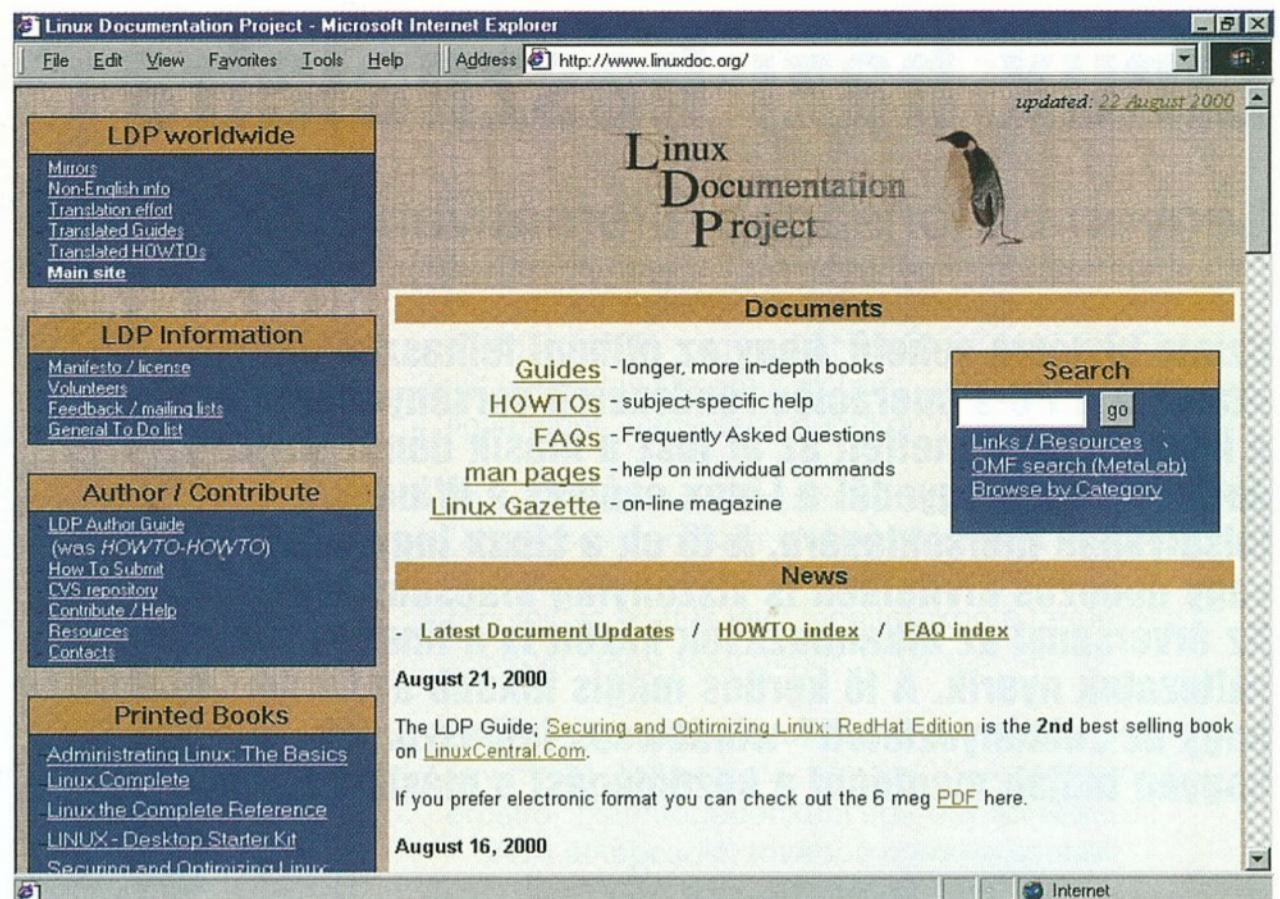 Linux Documentation Project - Microsoft Internet Explorer
File Edit View Favorites Tools Help Address http://www.linuxdoc.org/
updated: 22 August 2000
Linux
Documentation
Project
LDP worldwide
Mirrors
Non-English info
Translation effort
Translated Guides
Translated HOWTOs
Main site
LDP Information
Manifesto / license
Volunteers
Feedback / mailing lists
General To Do list
Author / Contribute
LDP Author Guide
(was HOWTO-HOWTO)
How To Submit
CVS repository
Contribute / Help
Resources
Contacts
Printed Books
Administrating Linux: The Basics
Linux Complete
Linux the Complete Reference
LINUX - Desktop Starter Kit
Securing and Optimizing Linux:
Documents
Guides - longer, more in-depth books
HOWTOs - subject-specific help
FAQs - Frequently Asked Questions
man pages - help on individual commands
Linux Gazette - on-line magazine
Search
go
Links / Resources
OMF search (MetaLab)
Browse by Category
News
- Latest Document Updates / HOWTO index / FAQ index
August 21, 2000
The LDP Guide; Securing and Optimizing Linux: RedHat Edition is the 2nd best selling book
on LinuxCentral.Com.
If you prefer electronic format you can check out the 6 meg PDF here.
August 16, 2000
Internet